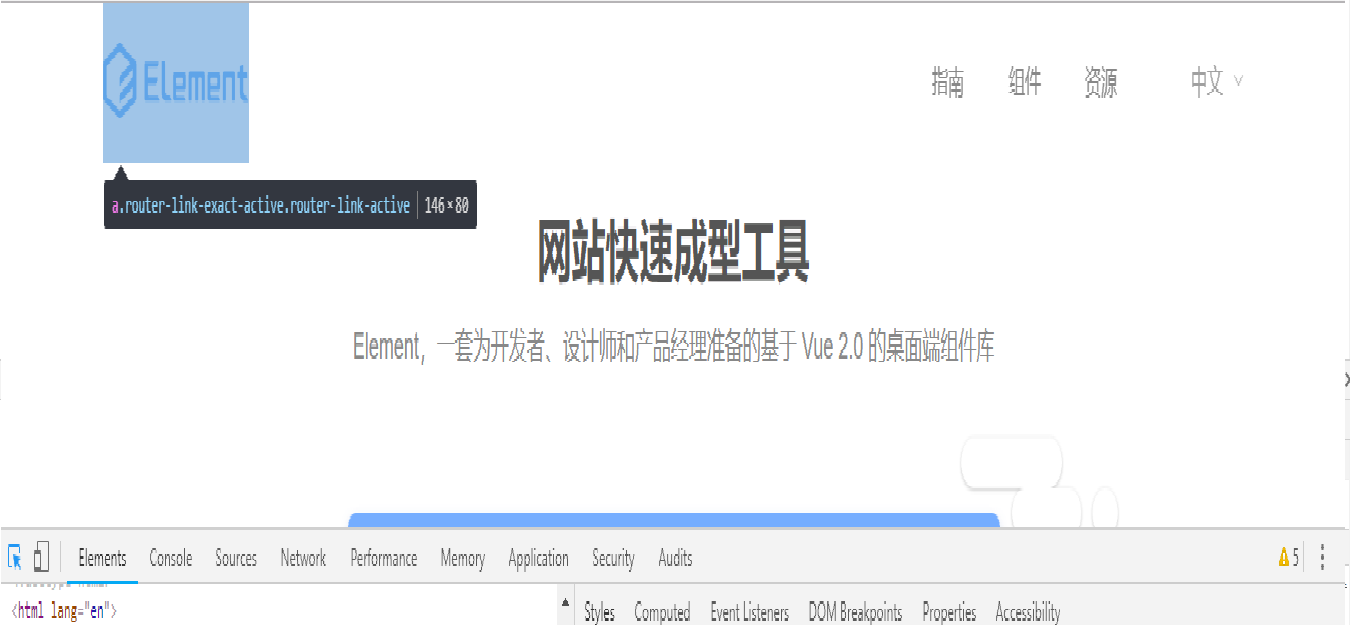 Element
指南 组件 资源 中文
a.router-link-exact-active.router-link-active 146×80
网站快速成型工具
Element，一套为开发者、设计师和产品经理准备的基于 Vue 2.0 的桌面端组件库
Elements Console Sources Network Performance Memory Application Security Audits 5
<html lang="en">
Styles Computed Event Listeners DOM Breakpoints Properties Accessibility